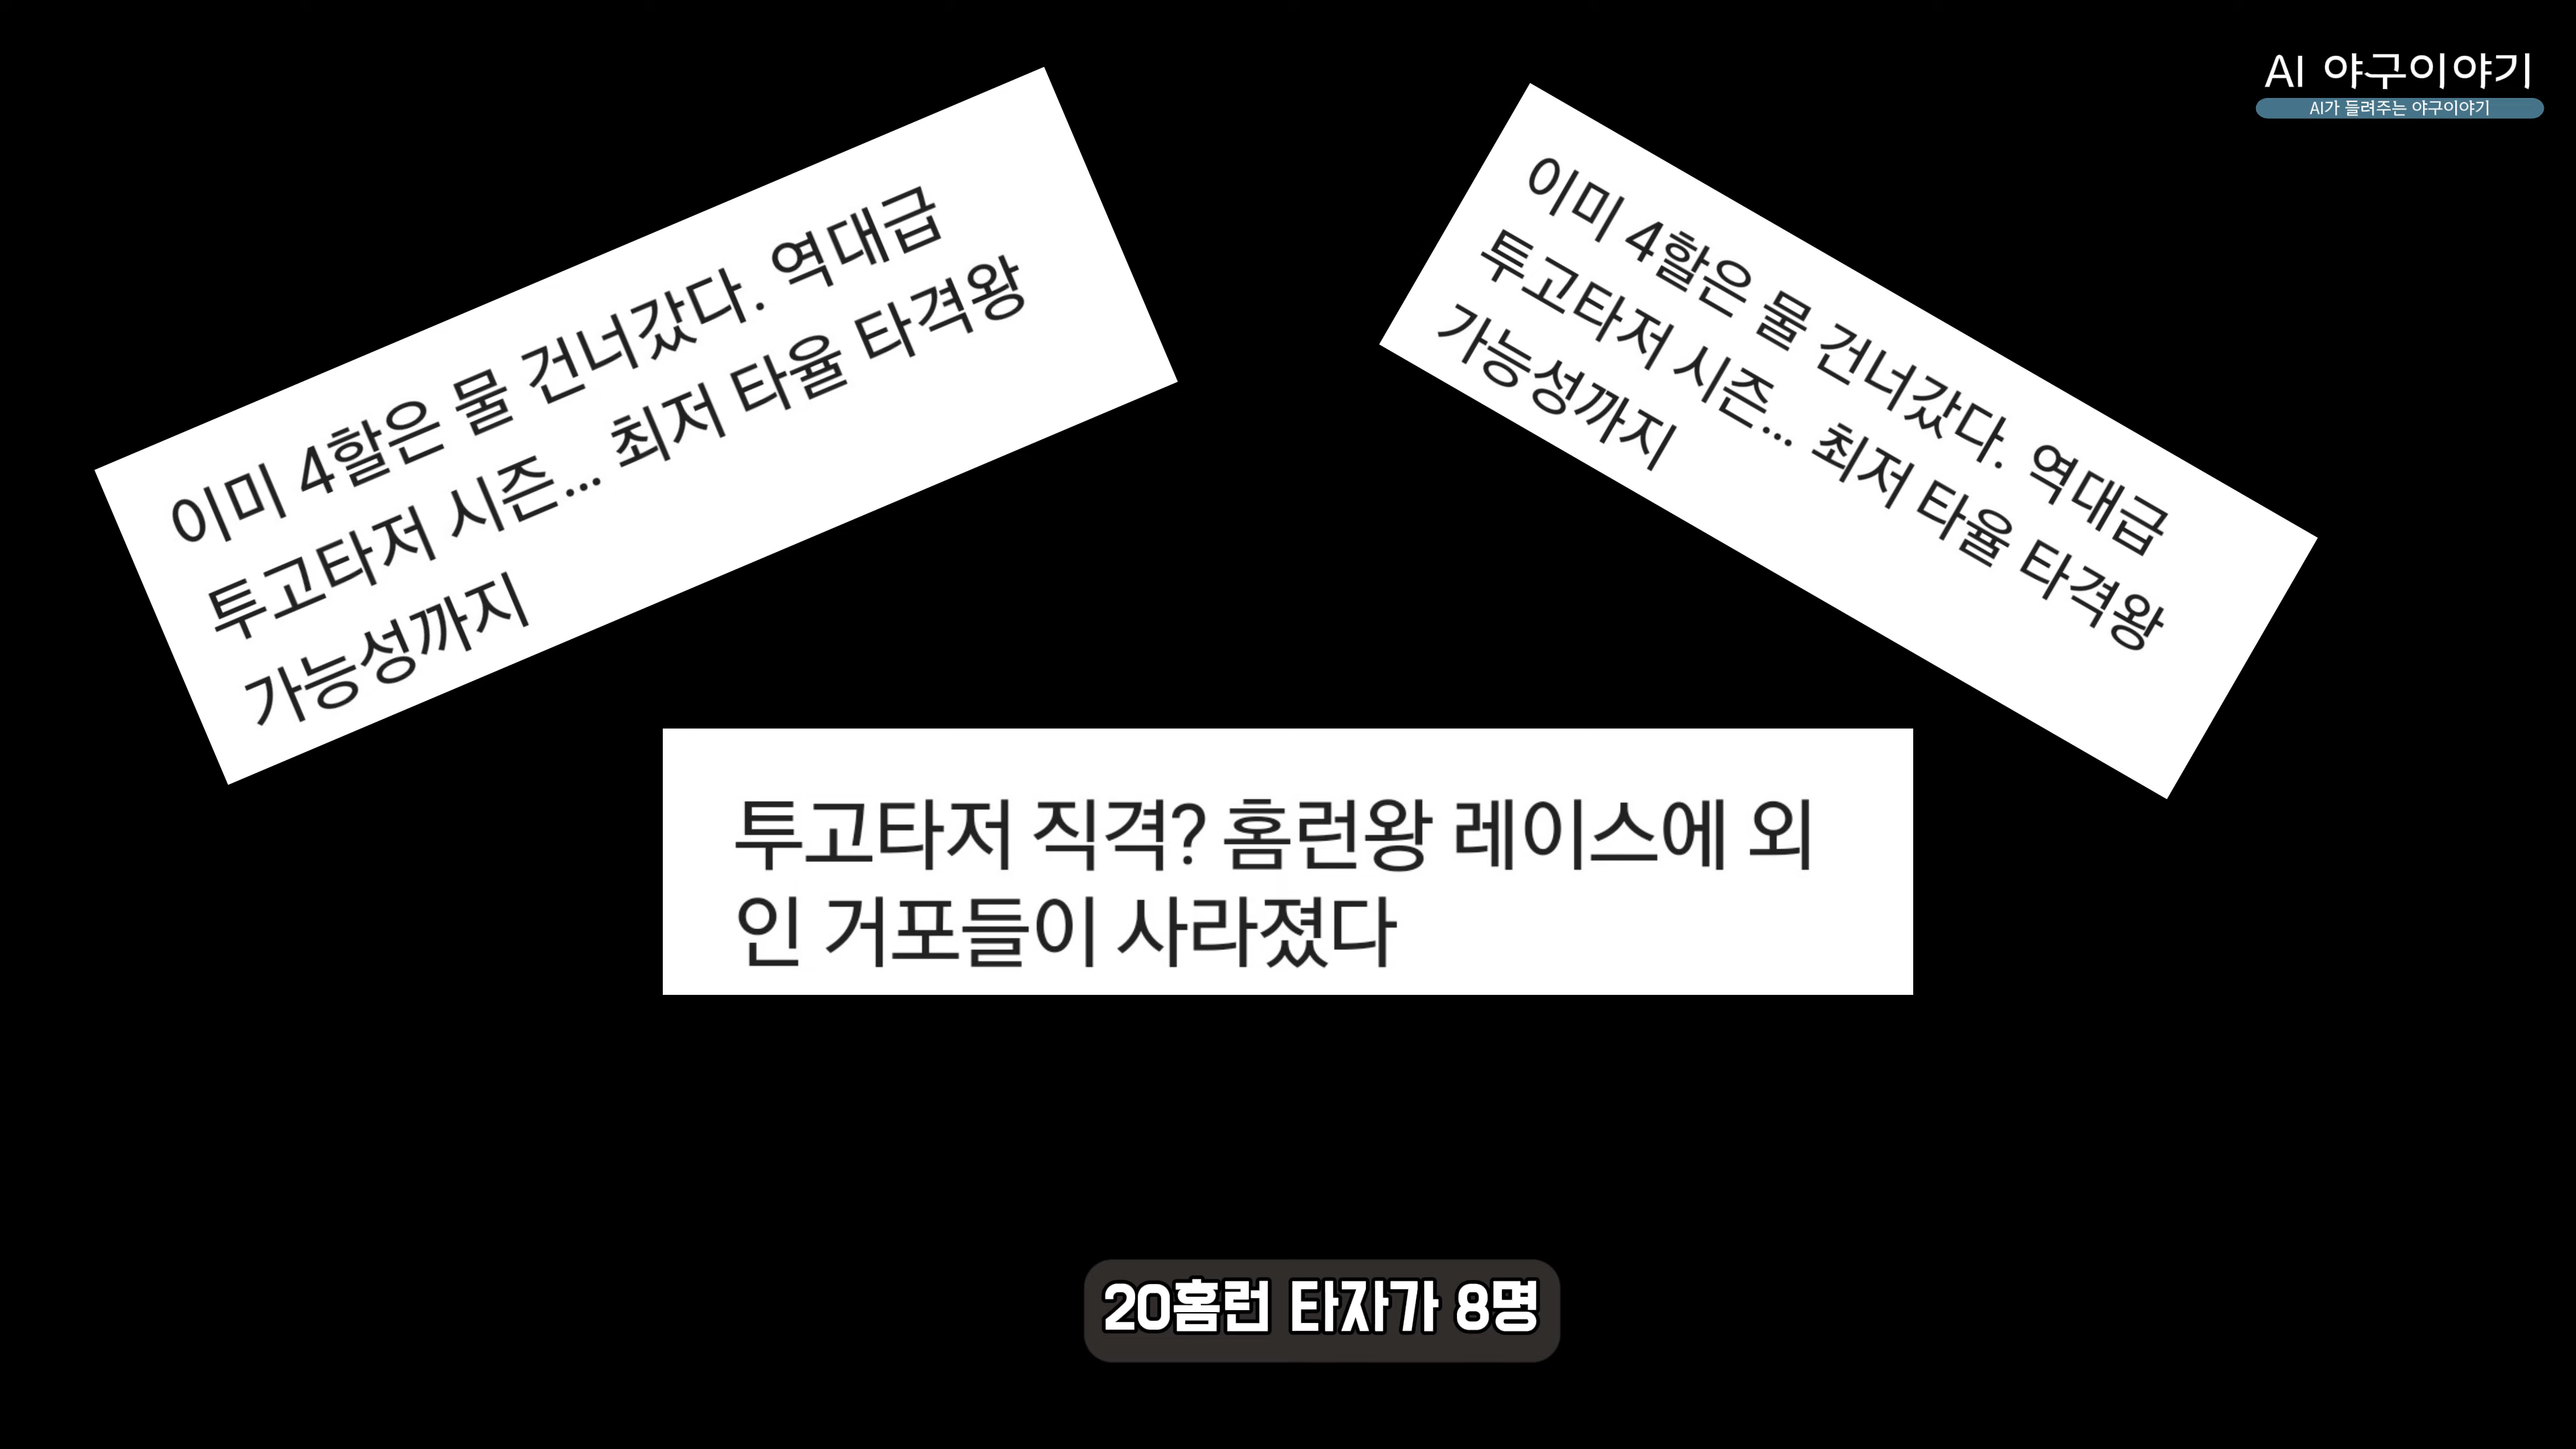 AI 야구이야기
AI가 들려주는 야구이야기
이미 4할은 물 건너갔다. 역대급
투고타저 시즌... 최저 타율 타격왕
가능성까지
이미 4할은 물 건너갔다. 역대급
투고타저 시즌... 최저 타율 타격왕
가능성까지
투고타저 직격? 홈런왕 레이스에 외
인 거포들이 사라졌다
20홈런 타자가 8명